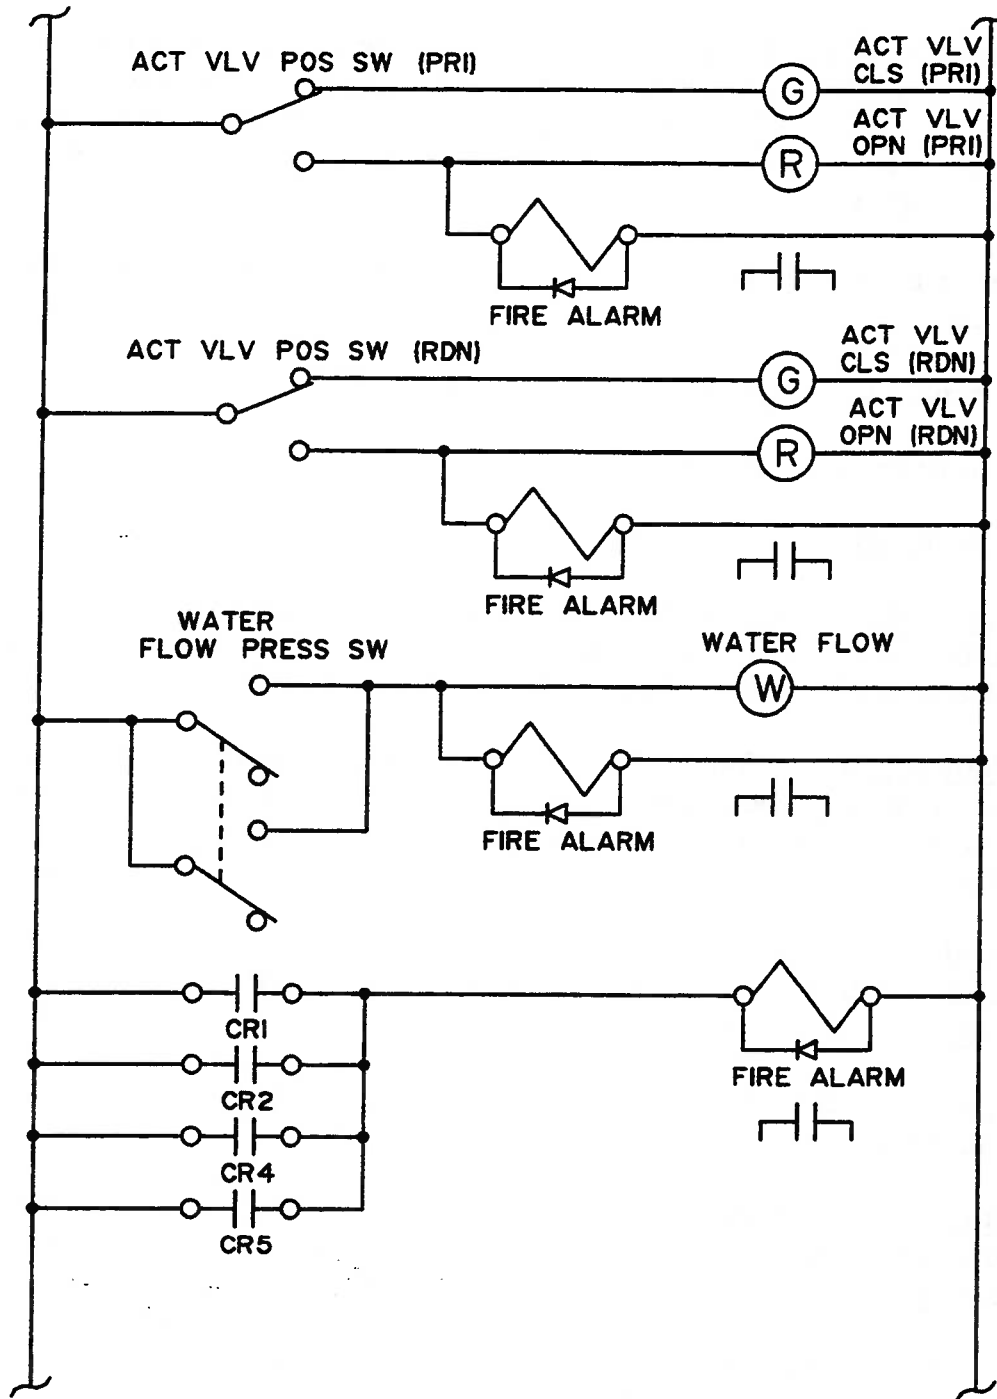 ACT VLV POS SW (PRI)
G
ACT VLV
CLS (PRI)
R
ACT VLV
OPN (PRI)
FIRE ALARM
ACT VLV POS SW (RDN)
G
ACT VLV
CLS (RDN)
R
ACT VLV
OPN (RDN)
FIRE ALARM
WATER
FLOW PRESS SW
WATER FLOW
W
FIRE ALARM
CR1
CR2
CR4
CR5
FIRE ALARM